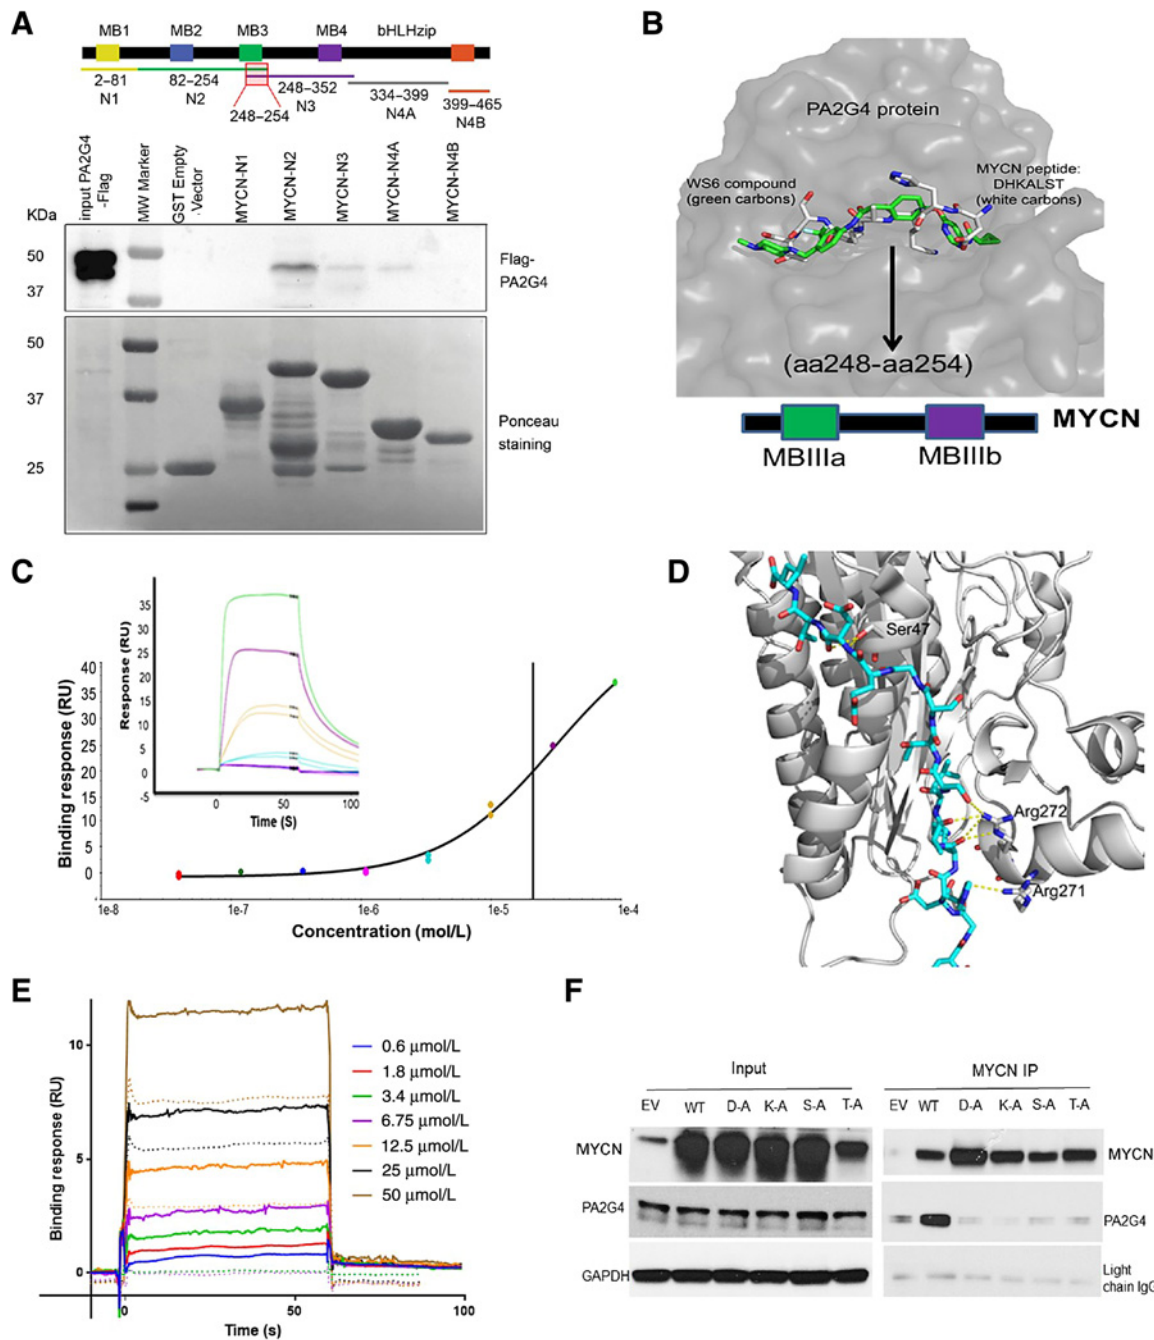 A
MB1 MB2 MB3 MB4 bHLHzip
2–81 82–254 248–352 334–399 399–465
N1 N2 N3 N4A N4B
248–254
input PA2G4
-Flag
MW Marker
GST Empty
Vector
MYCN-N1
MYCN-N2
MYCN-N3
MYCN-N4A
MYCN-N4B
KDa
50
37
Flag-
PA2G4
50
37
25
Ponceau
staining
B
PA2G4 protein
WS6 compound
(green carbons)
MYCN peptide:
DHKALST
(white carbons)
(aa248-aa254)
MYCN
MBIIIa MBIIIb
C
Response (RU)
35
30
25
20
15
10
5
0
-5
0 50 100
Time (S)
Binding response (RU)
40
35
30
25
20
15
10
5
0
1e-8 1e-7 1e-6 1e-5 1e-4
Concentration (mol/L)
D
Ser47
Arg272
Arg271
E
Binding response (RU)
10
5
0
0 50 100
Time (s)
0.6 μmol/L
1.8 μmol/L
3.4 μmol/L
6.75 μmol/L
12.5 μmol/L
25 μmol/L
50 μmol/L
F
Input MYCN IP
EV WT D-A K-A S-A T-A EV WT D-A K-A S-A T-A
MYCN MYCN
PA2G4 PA2G4
GAPDH Light
chain IgG